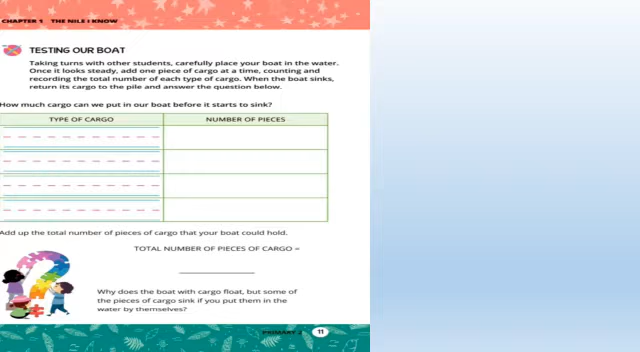 CHAPTER 1 THE NILE I KNOW
TESTING OUR BOAT
Taking turns with other students, carefully place your boat in the water.
Once it looks steady, add one piece of cargo at a time, counting and
recording the total number of each type of cargo. When the boat sinks,
return its cargo to the pile and answer the question below.
How much cargo can we put in our boat before it starts to sink?
TYPE OF CARGO NUMBER OF PIECES
Add up the total number of pieces of cargo that your boat could hold.
TOTAL NUMBER OF PIECES OF CARGO =
Why does the boat with cargo float, but some of
the pieces of cargo sink if you put them in the
water by themselves?
PRIMARY 2 11